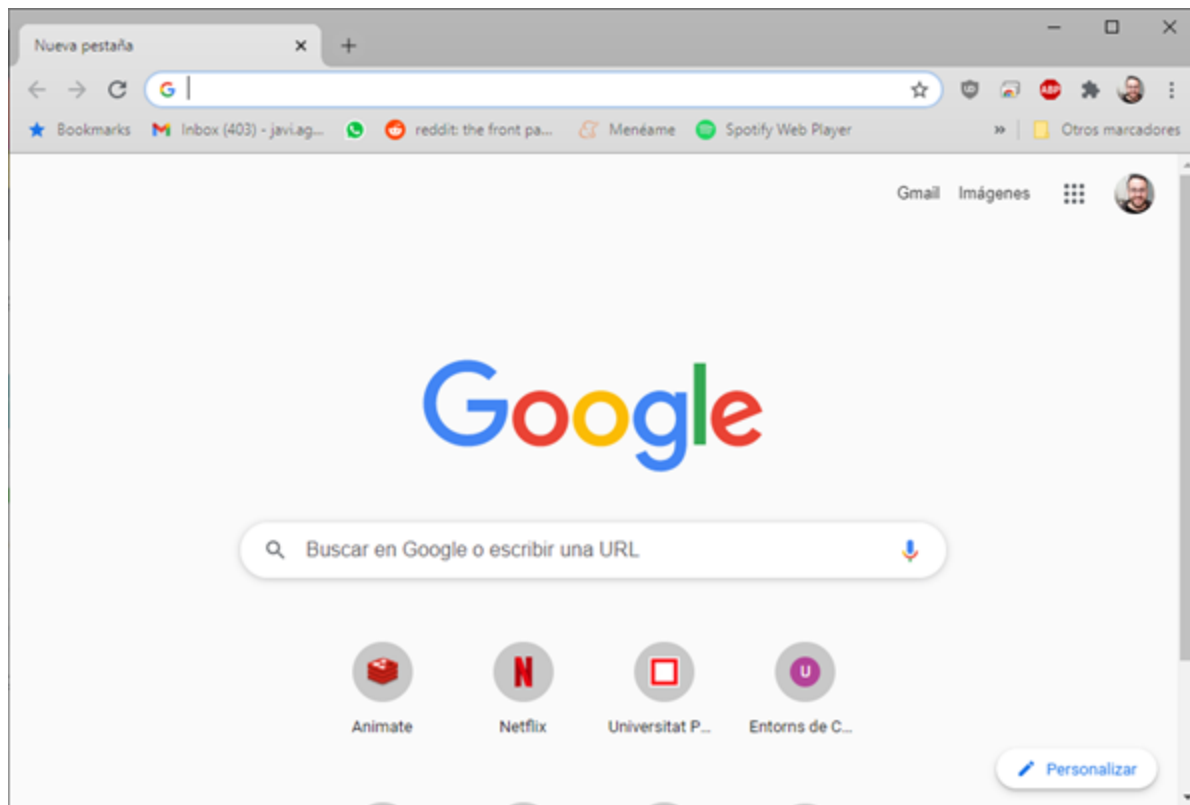 Nueva pestaña
Bookmarks Inbox (403) - javi.ag... reddit: the front pa... Menéame Spotify Web Player » Otros marcadores
Gmail Imágenes
Google
Buscar en Google o escribir una URL
Animate Netflix Universitat P... Entorns de C...
Personalizar